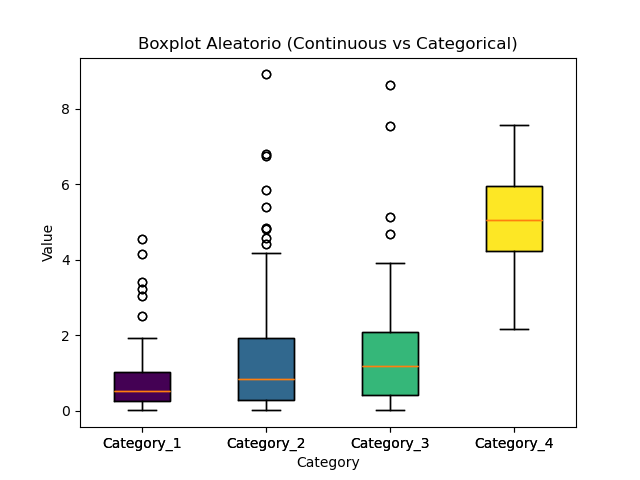 Boxplot Aleatorio (Continuous vs Categorical)
Value
8
6
4
2
0
Category_1 Category_2 Category_3 Category_4
Category